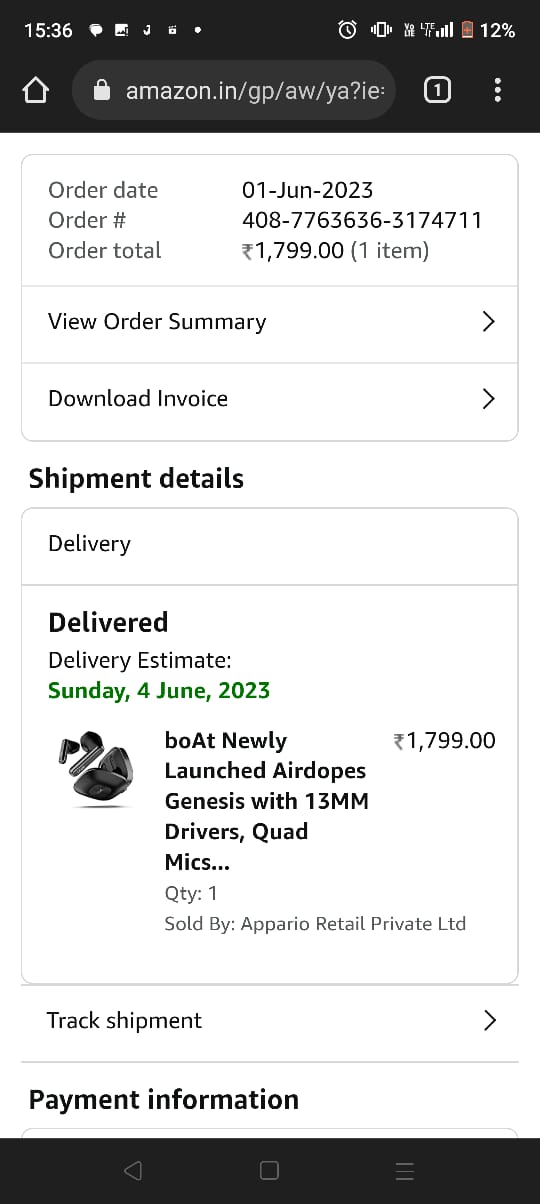 15:36
VO LTE LTE 12%
amazon.in/gp/aw/ya?ie=
1
Order date 01-Jun-2023
Order # 408-7763636-3174711
Order total ₹1,799.00 (1 item)
View Order Summary
Download Invoice
Shipment details
Delivery
Delivered
Delivery Estimate:
Sunday, 4 June, 2023
boAt Newly ₹1,799.00
Launched Airdopes
Genesis with 13MM
Drivers, Quad
Mics...
Qty: 1
Sold By: Appario Retail Private Ltd
Track shipment
Payment information